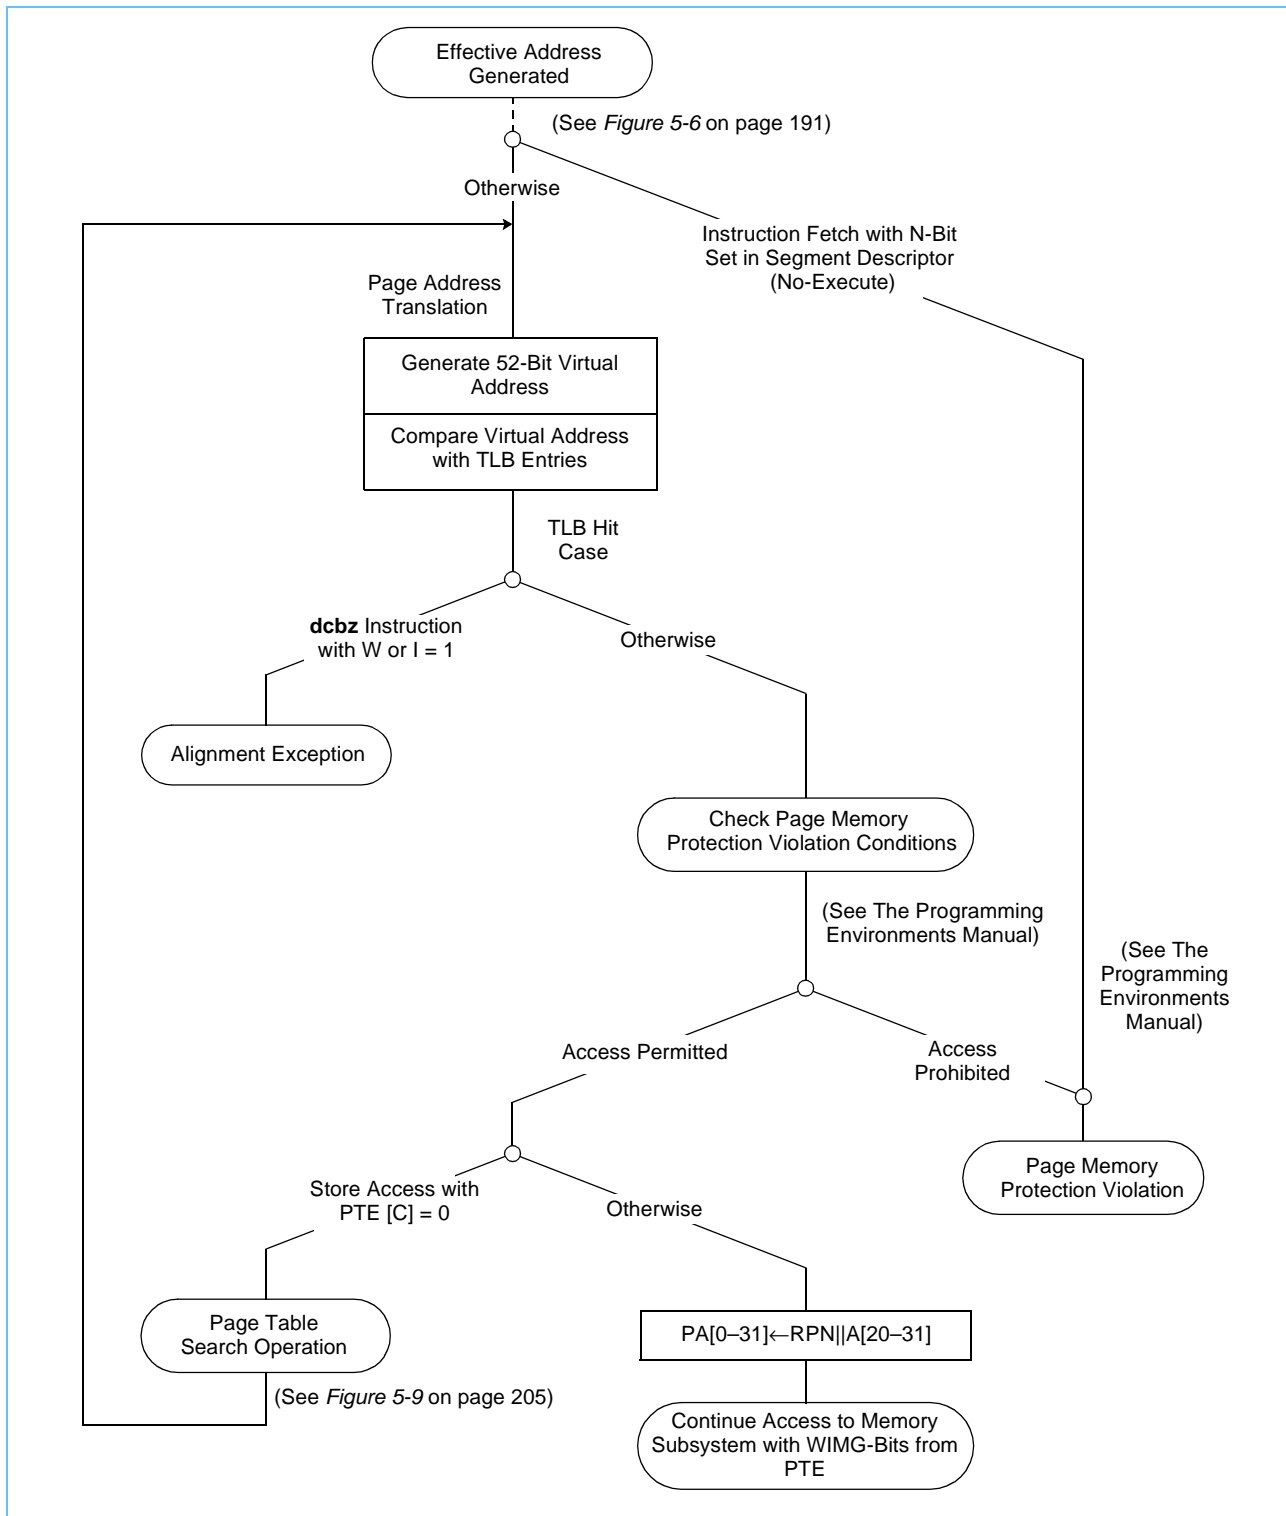 Effective Address
Generated
(See Figure 5-6 on page 191)
Otherwise
Instruction Fetch with N-Bit
Set in Segment Descriptor
(No-Execute)
Page Address
Translation
Generate 52-Bit Virtual
Address
Compare Virtual Address
with TLB Entries
TLB Hit
Case
dcbz Instruction
with W or I = 1
Otherwise
Alignment Exception
Check Page Memory
Protection Violation Conditions
(See The Programming
Environments Manual)
(See The
Programming
Environments
Manual)
Access Permitted
Access
Prohibited
Page Memory
Protection Violation
Store Access with
PTE [C] = 0
Otherwise
Page Table
Search Operation
(See Figure 5-9 on page 205)
PA[0–31]←RPN||A[20–31]
Continue Access to Memory
Subsystem with WIMG-Bits from
PTE